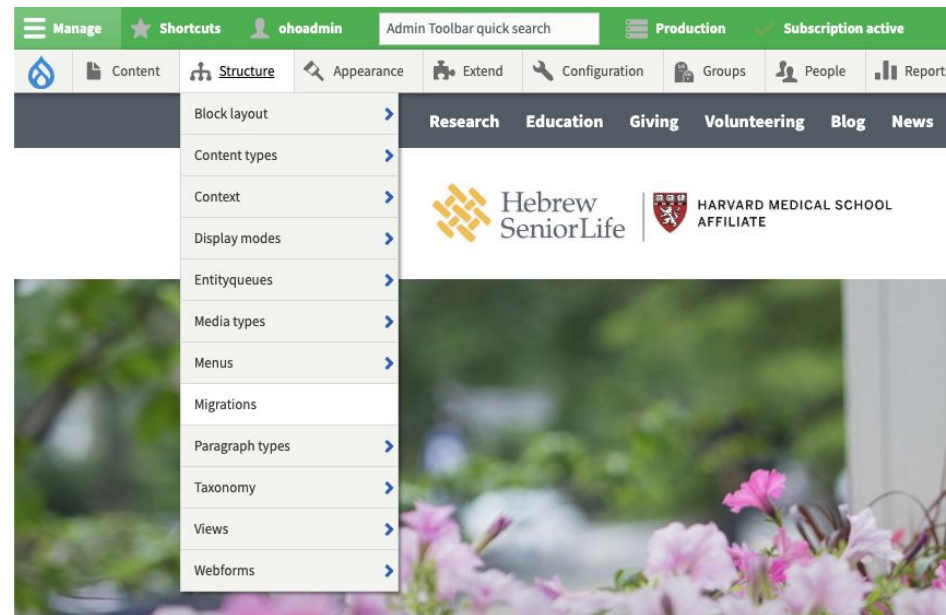 Manage Shortcuts ohoadmin Admin Toolbar quick search Production Subscription active
Content Structure Appearance Extend Configuration Groups People Report
Research Education Giving Volunteering Blog News
Block layout
Content types
Context
Display modes
Entityqueues
Media types
Menus
Migrations
Paragraph types
Taxonomy
Views
Webforms
Hebrew
SeniorLife
HARVARD MEDICAL SCHOOL
AFFILIATE